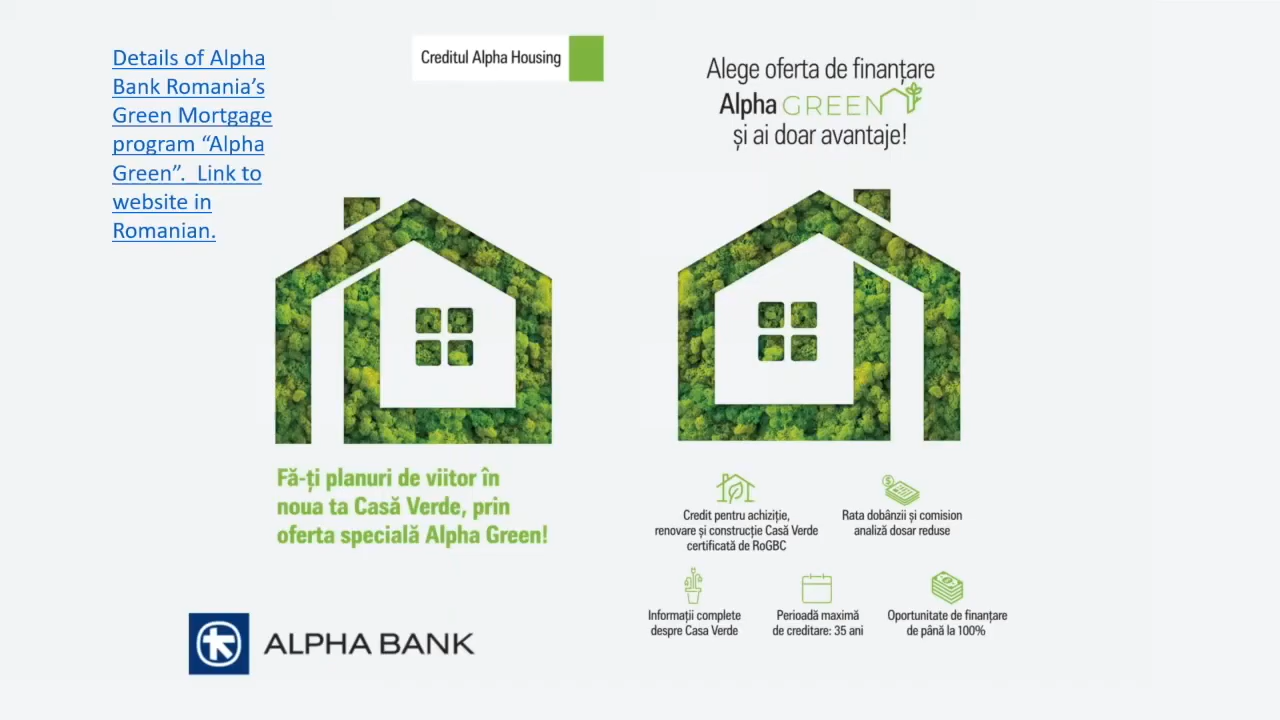 Details of Alpha
Bank Romania’s
Green Mortgage
program “Alpha
Green”.  Link to
website in
Romanian.
Creditul Alpha Housing
Fă-ți planuri de viitor în
noua ta Casă Verde, prin
oferta specială Alpha Green!
ALPHA BANK
Alege oferta de finanțare
Alpha GREEN
și ai doar avantaje!
Credit pentru achiziție,
renovare și construcție Casă Verde
certificată de RoGBC
Rata dobânzii și comision
analiză dosar reduse
Informații complete
despre Casa Verde
Perioadă maximă
de creditare: 35 ani
Oportunitate de finanțare
de până la 100%